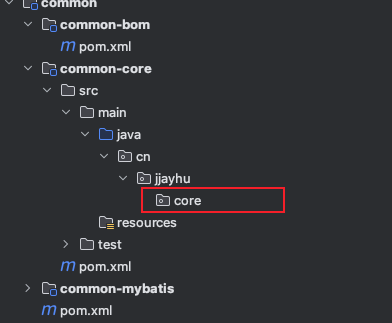 common
common-bom
pom.xml
common-core
src
main
java
cn
jjayhu
core
resources
test
pom.xml
common-mybatis
pom.xml